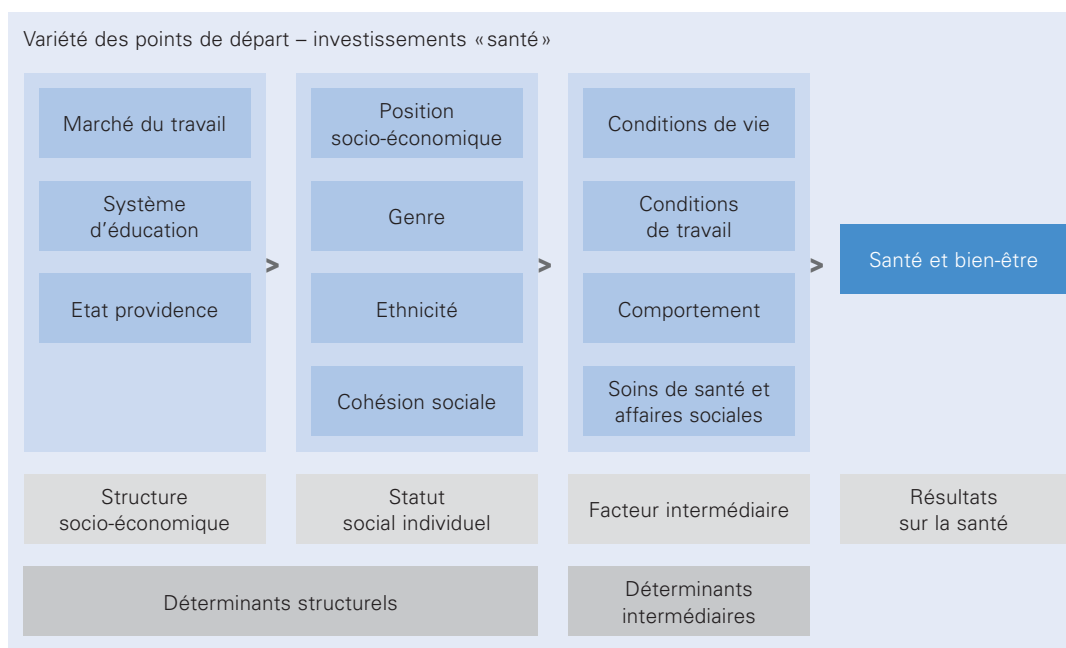 Variété des points de départ – investissements «santé»
Marché du travail
Système
d’éducation
Etat providence
>
Position
socio-économique
Genre
Ethnicité
Cohésion sociale
>
Conditions de vie
Conditions
de travail
Comportement
Soins de santé et
affaires sociales
>
Santé et bien-être
Structure
socio-économique
Statut
social individuel
Facteur intermédiaire
Résultats
sur la santé
Déterminants structurels
Déterminants
intermédiaires